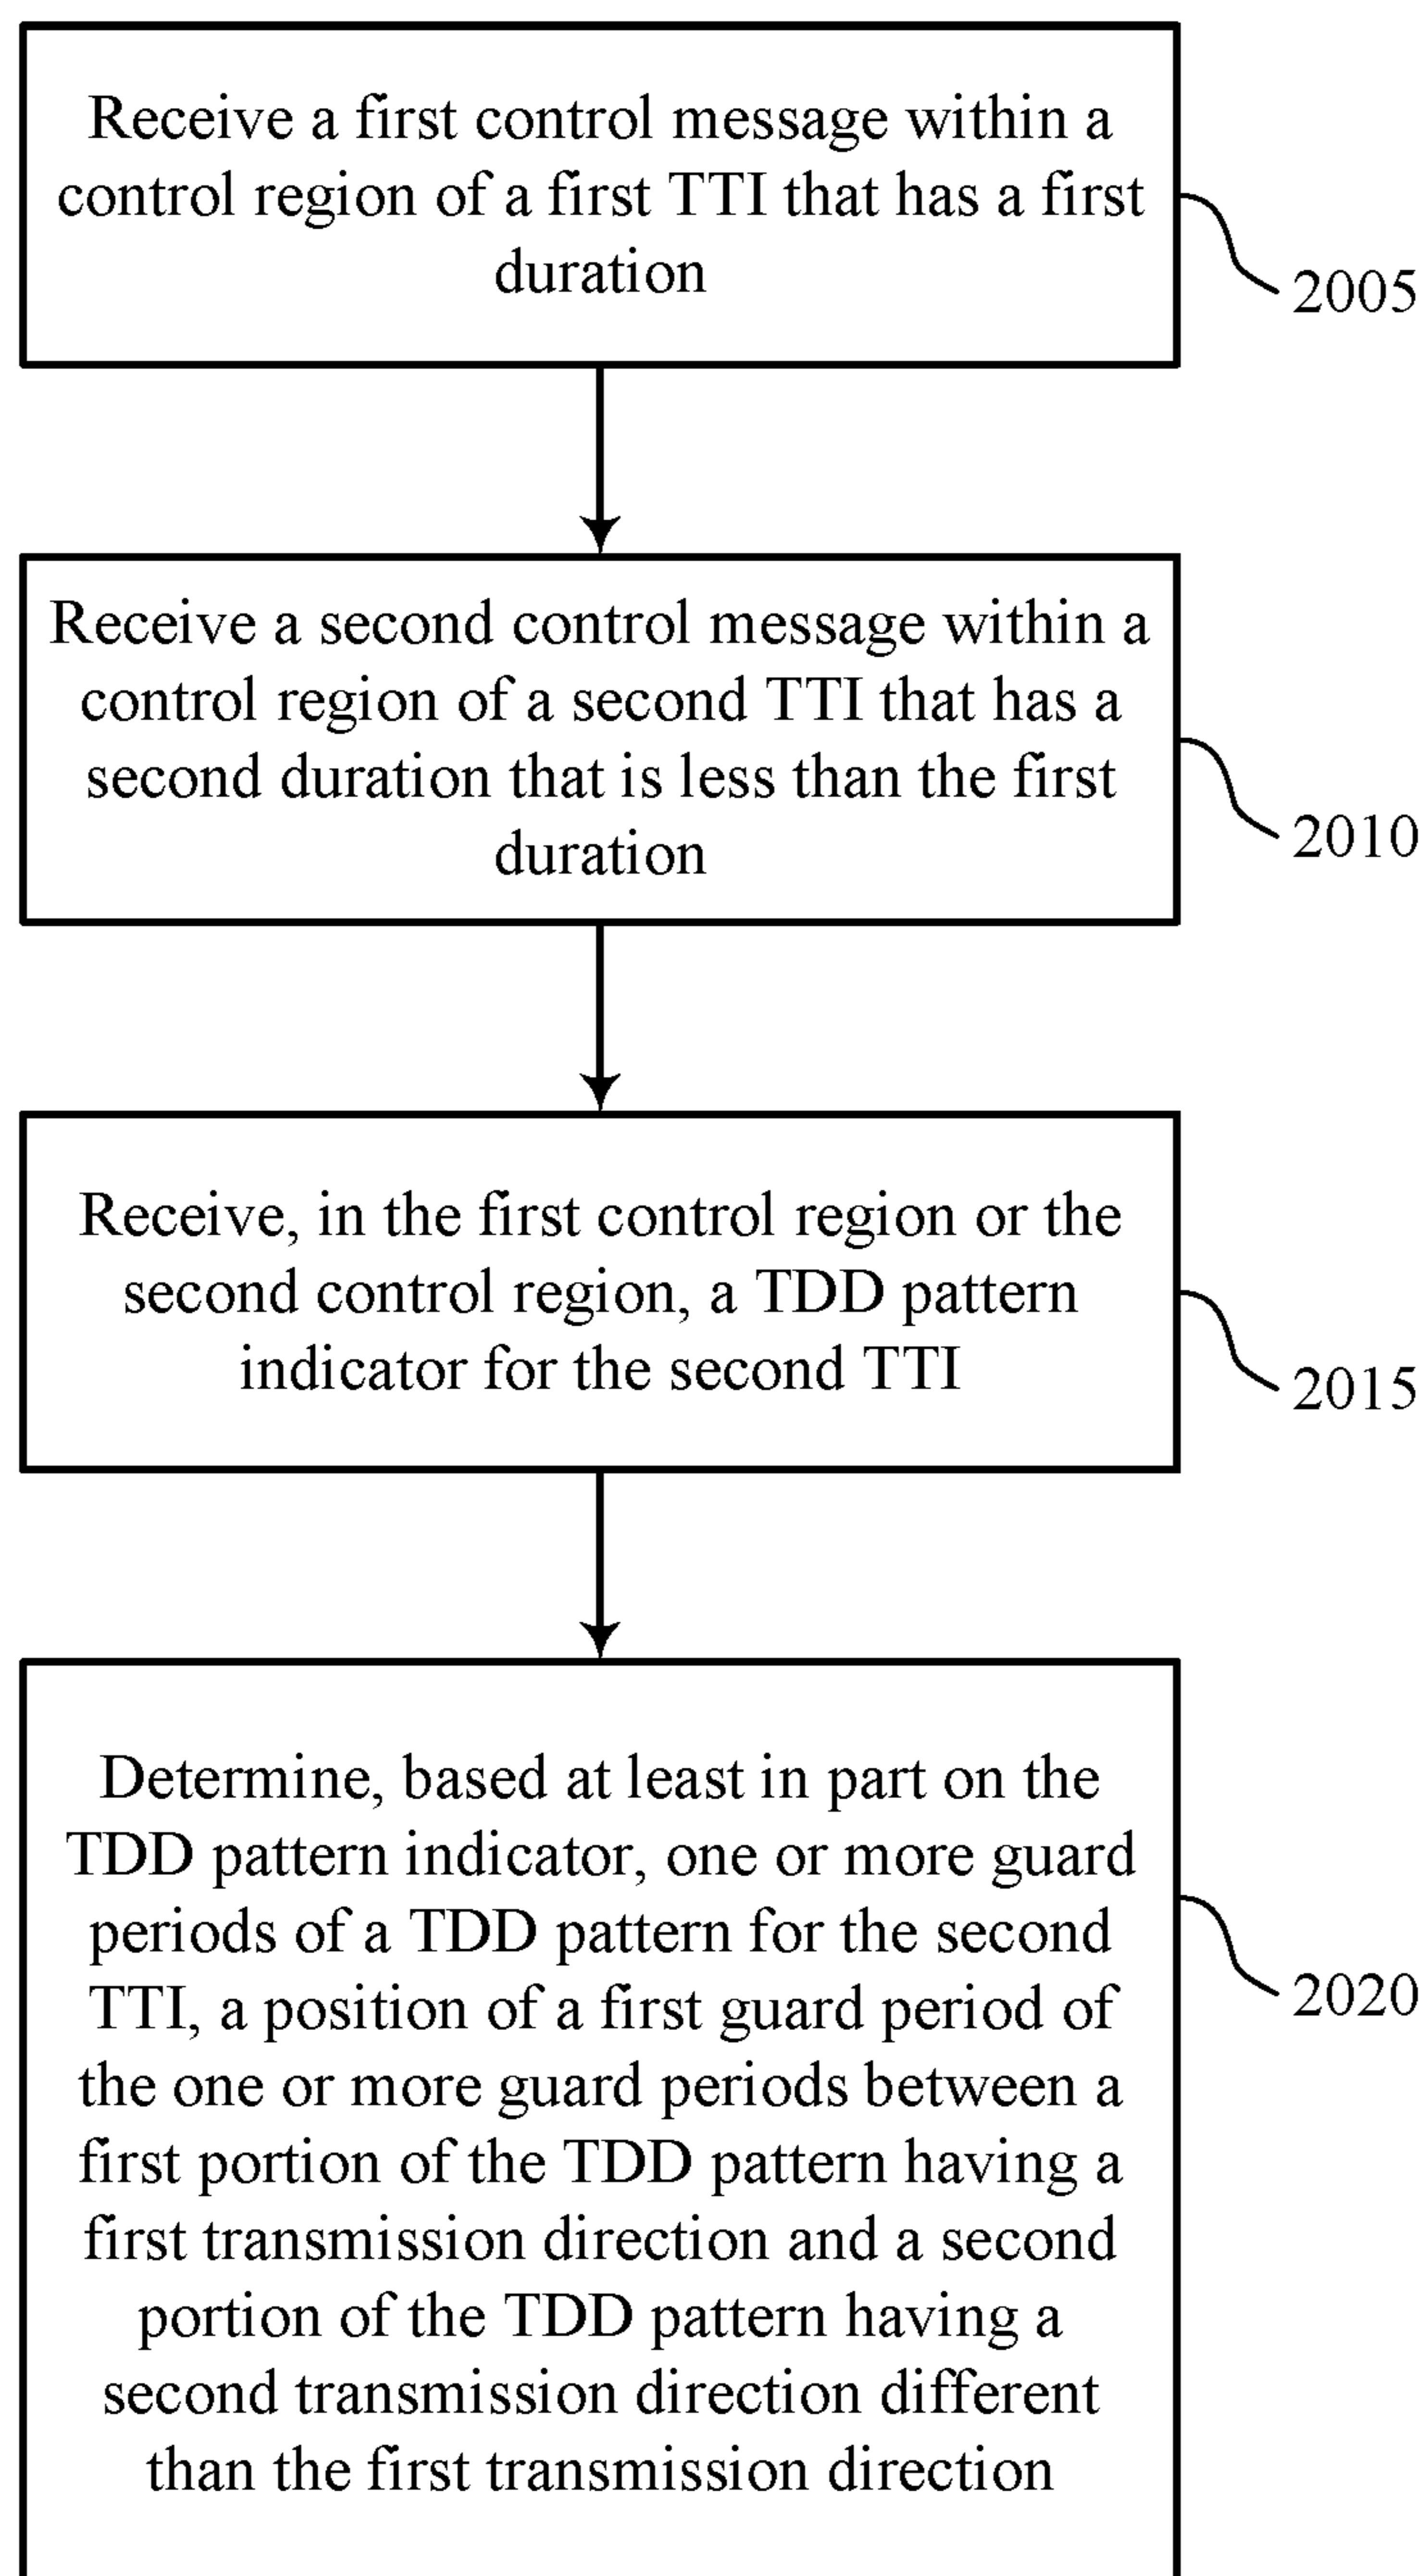 Receive a first control message within a
control region of a first TTI that has a first
duration
2005
Receive a second control message within a
control region of a second TTI that has a
second duration that is less than the first
duration
2010
Receive, in the first control region or the
second control region, a TDD pattern
indicator for the second TTI
2015
Determine, based at least in part on the
TDD pattern indicator, one or more guard
periods of a TDD pattern for the second
TTI, a position of a first guard period of
the one or more guard periods between a
first portion of the TDD pattern having a
first transmission direction and a second
portion of the TDD pattern having a
second transmission direction different
than the first transmission direction
2020